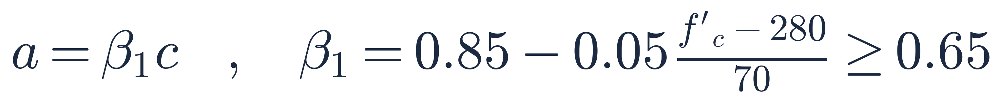 a = β₁c , β₁ = 0.85 − 0.05 (f′c − 280)/70 ≥ 0.65